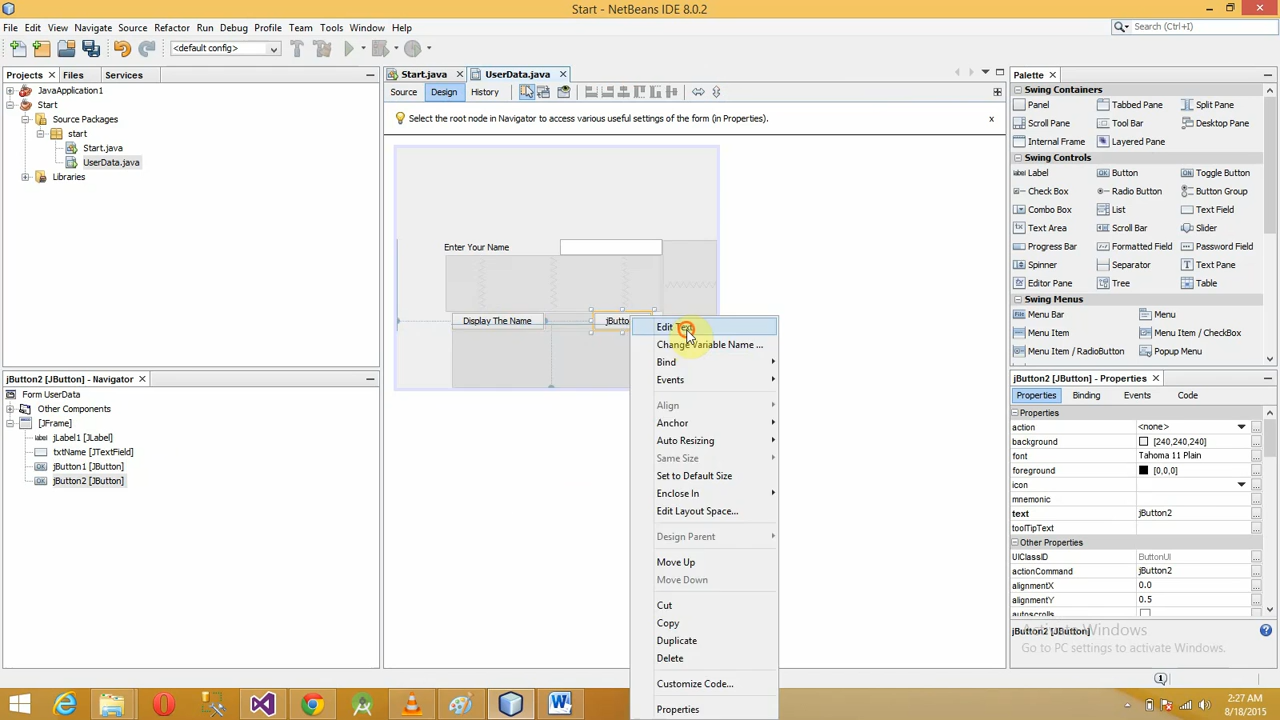 Start - NetBeans IDE 8.0.2
File Edit View Navigate Source Refactor Run Debug Profile Team Tools Window Help
Search (Ctrl+I)
<default config>
Projects Files Services
JavaApplication1
Start
Source Packages
start
Start.java
UserData.java
Libraries
Start.java UserData.java
Source Design History
Select the root node in Navigator to access various useful settings of the form (in Properties).
Enter Your Name
Display The Name
jButto
Edit Text
Change Variable Name ...
Bind
Events
Align
Anchor
Auto Resizing
Same Size
Set to Default Size
Enclose In
Edit Layout Space...
Design Parent
Move Up
Move Down
Cut
Copy
Duplicate
Delete
Customize Code...
Properties
jButton2 [JButton] - Navigator
Form UserData
Other Components
[JFrame]
jLabel1 [JLabel]
txtName [JTextField]
jButton1 [JButton]
jButton2 [JButton]
Palette
Swing Containers
Panel Tabbed Pane Split Pane
Scroll Pane Tool Bar Desktop Pane
Internal Frame Layered Pane
Swing Controls
Label Button Toggle Button
Check Box Radio Button Button Group
Combo Box List Text Field
Text Area Scroll Bar Slider
Progress Bar Formatted Field Password Field
Spinner Separator Text Pane
Editor Pane Tree Table
Swing Menus
Menu Bar Menu
Menu Item Menu Item / CheckBox
Menu Item / RadioButton Popup Menu
jButton2 [JButton] - Properties
Properties Binding Events Code
Properties
action <none>
background [240,240,240]
font Tahoma 11 Plain
foreground [0,0,0]
icon
mnemonic
text jButton2
toolTipText
Other Properties
UIClassID ButtonUI
actionCommand jButton2
alignmentX 0.0
alignmentY 0.5
autoscrolls
jButton2 [JButton]
Activate Windows
Go to PC settings to activate Windows.
2:27 AM
8/18/2015